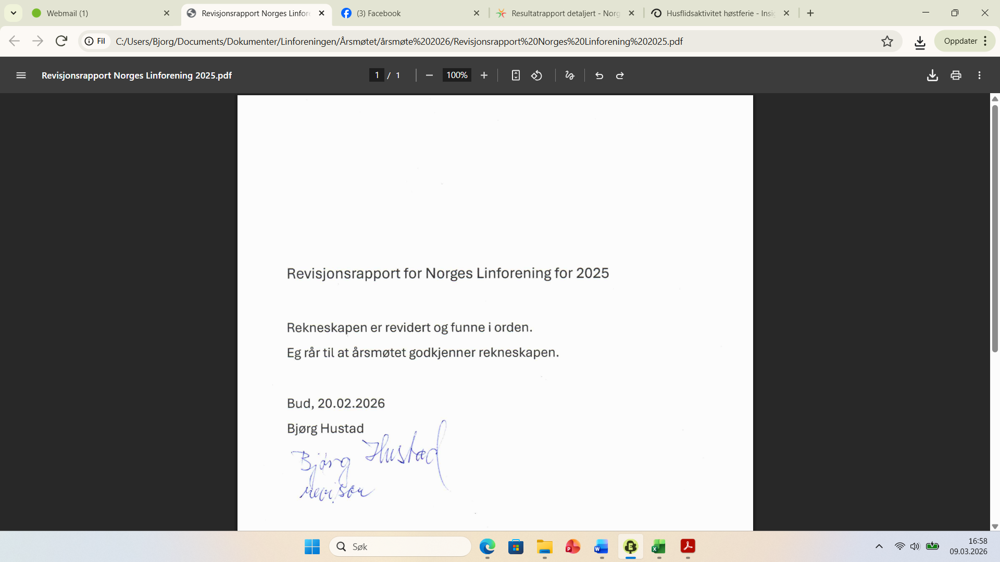 Webmail (1)
Revisjonsrapport Norges Linfore
(3) Facebook
Resultatrapport detaljert - Norg
Husflidsaktivitet høstferie - Insi
Fil
C:/Users/Bjorg/Documents/Dokumenter/Linforeningen/Årsmøtet/årsmøte%202026/Revisjonsrapport%20Norges%20Linforening%202025.pdf
Oppdater
Revisjonsrapport Norges Linforening 2025.pdf
1 / 1
100%
Revisjonsrapport for Norges Linforening for 2025
Rekneskapen er revidert og funne i orden.
Eg rår til at årsmøtet godkjenner rekneskapen.
Bud, 20.02.2026
Bjørg Hustad
Bjørg Hustad
revisor
Søk
16:58
09.03.2026